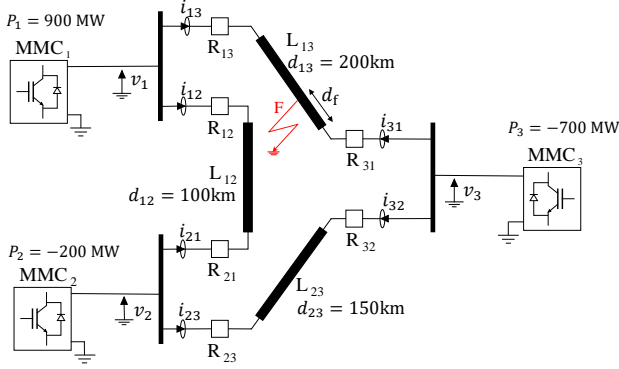 P₁ = 900 MW
MMC₁
v₁
i₁₃
R₁₃
i₁₂
R₁₂
L₁₃
d₁₃ = 200km
d_f
F
i₃₁
R₃₁
P₃ = −700 MW
MMC₃
v₃
L₁₂
d₁₂ = 100km
i₃₂
R₃₂
P₂ = −200 MW
MMC₂
v₂
i₂₁
R₂₁
i₂₃
R₂₃
L₂₃
d₂₃ = 150km